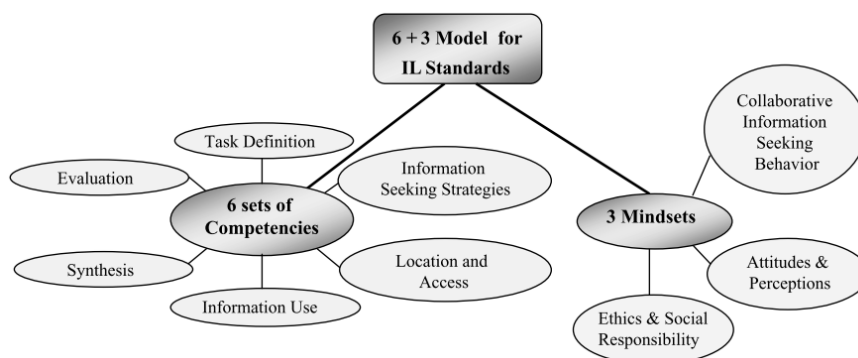 6 + 3 Model for
IL Standards
Task Definition
Evaluation
Information
Seeking Strategies
6 sets of
Competencies
Synthesis
Location and
Access
Information Use
Collaborative
Information
Seeking
Behavior
3 Mindsets
Attitudes &
Perceptions
Ethics & Social
Responsibility